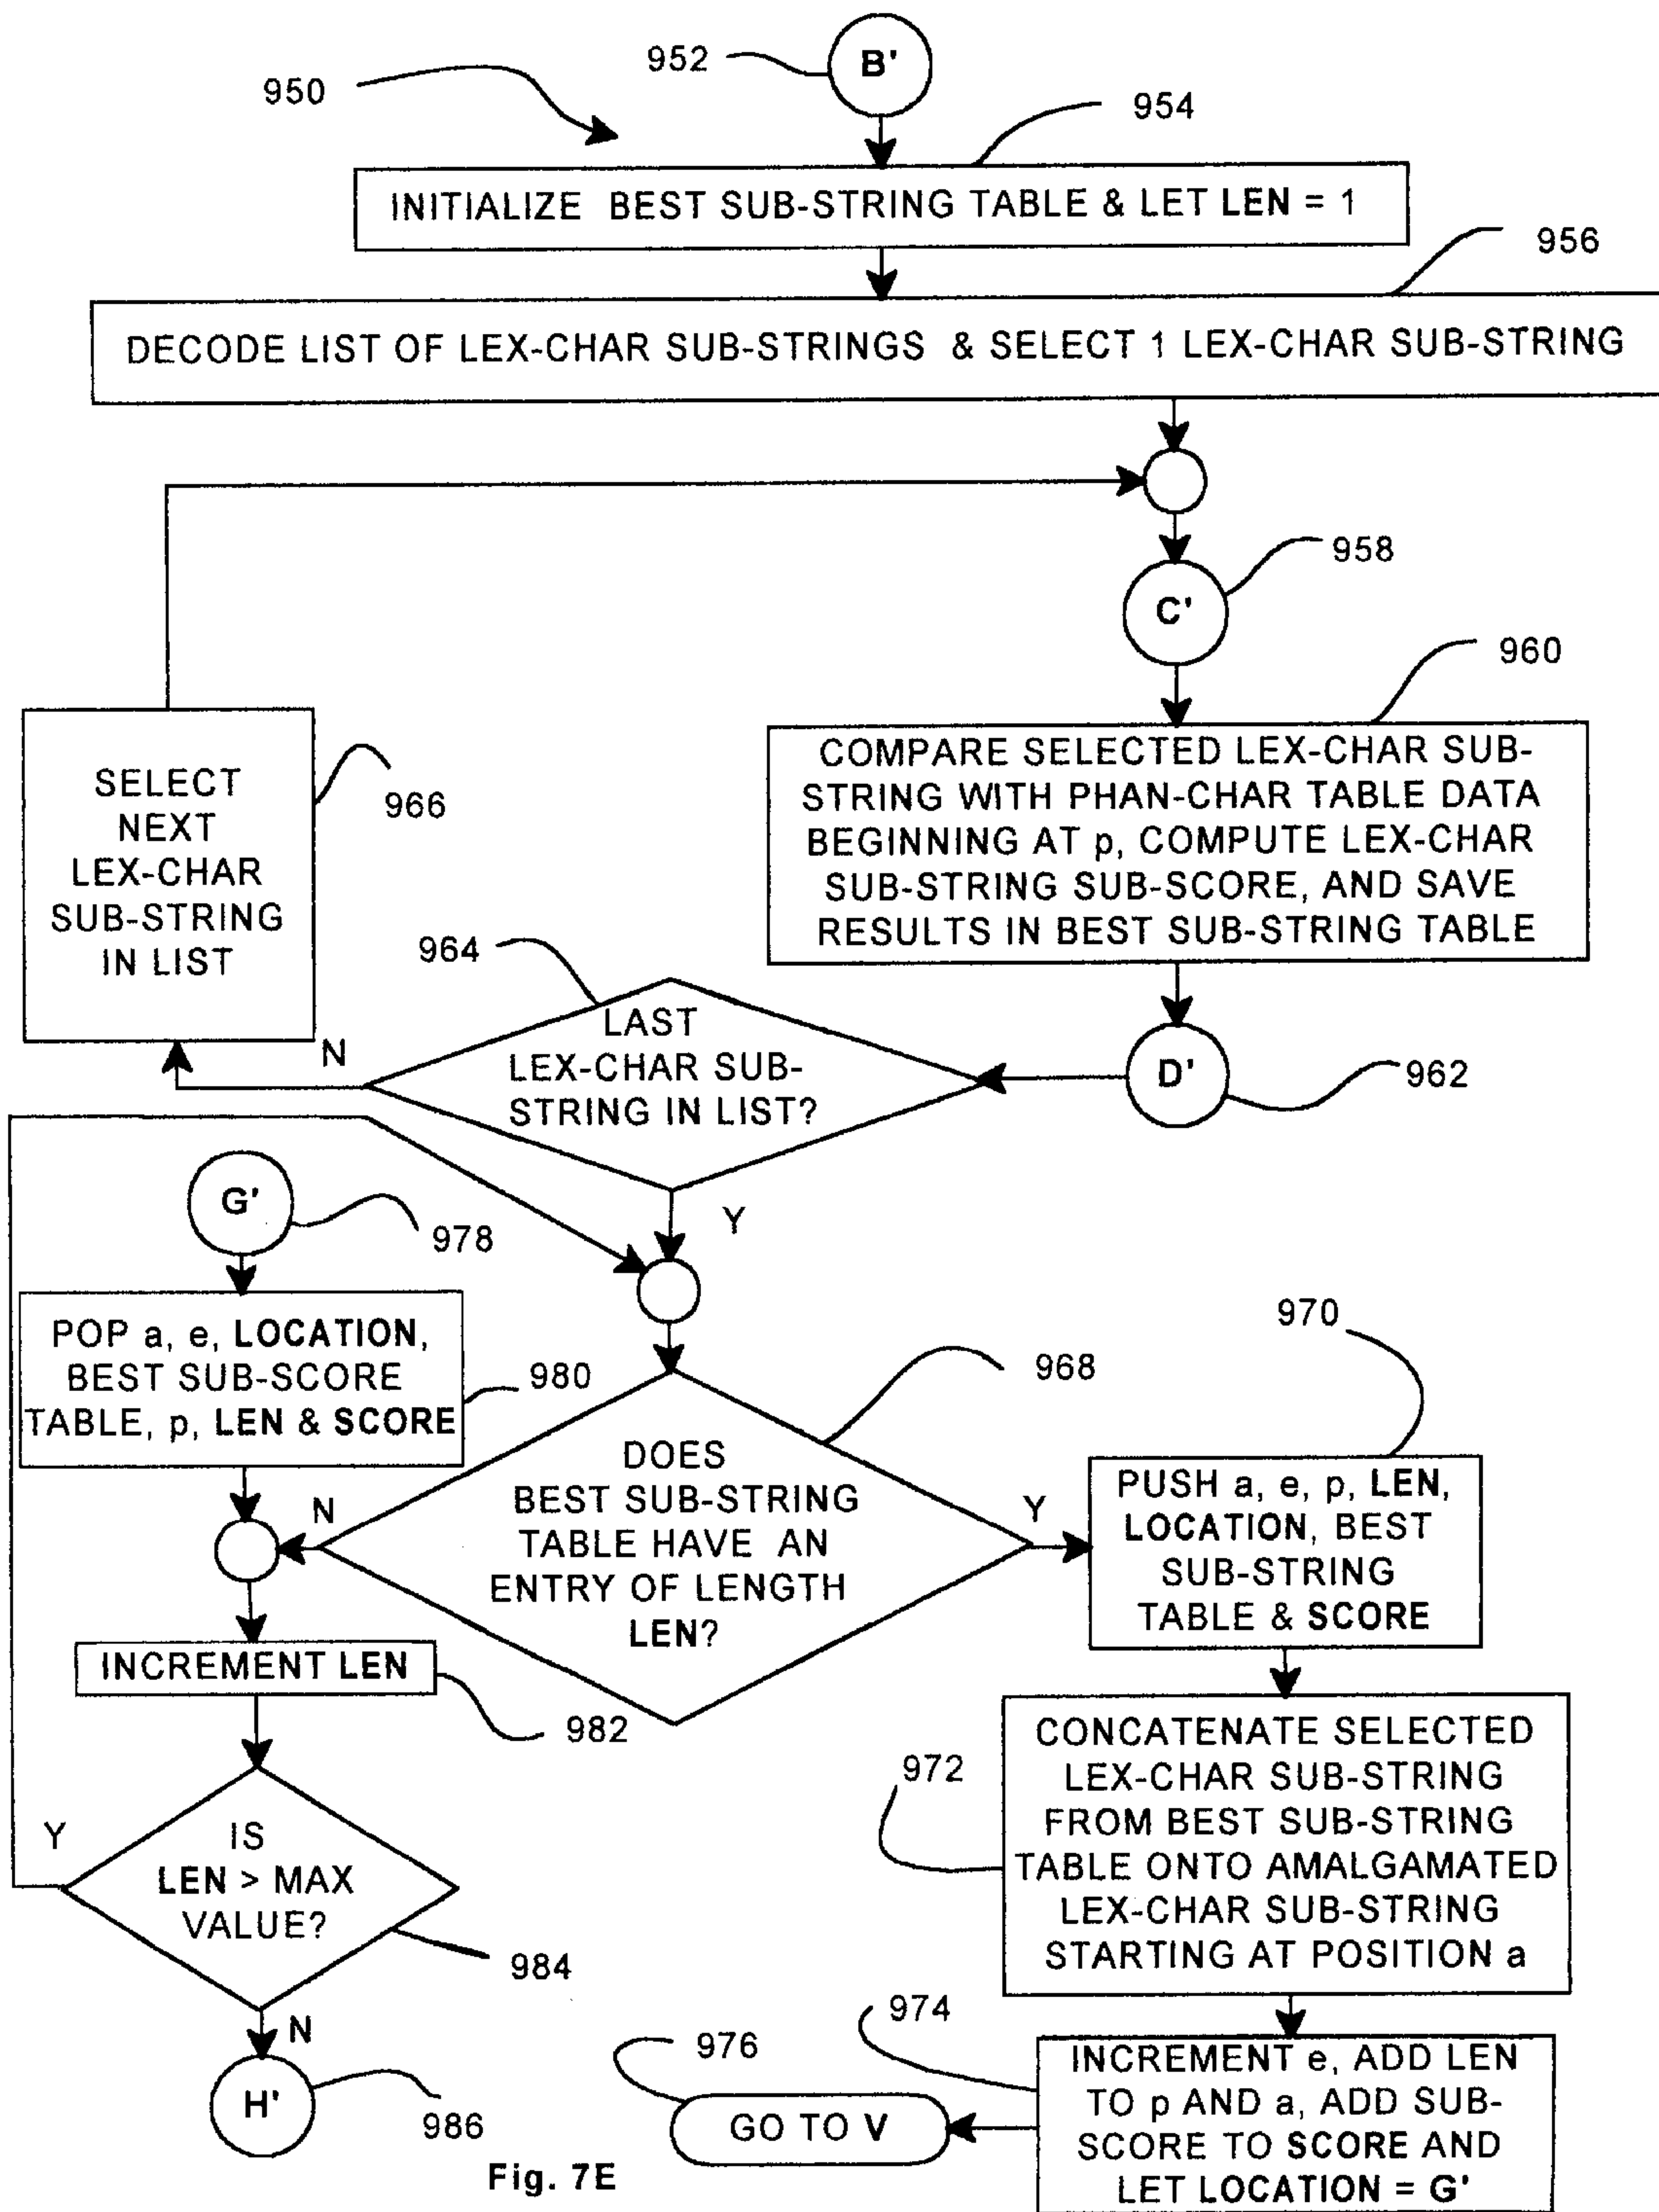 952
B'
950
954
INITIALIZE BEST SUB-STRING TABLE & LET LEN = 1
956
DECODE LIST OF LEX-CHAR SUB-STRINGS & SELECT 1 LEX-CHAR SUB-STRING
958
C'
960
COMPARE SELECTED LEX-CHAR SUB-
STRING WITH PHAN-CHAR TABLE DATA
BEGINNING AT p, COMPUTE LEX-CHAR
SUB-STRING SUB-SCORE, AND SAVE
RESULTS IN BEST SUB-STRING TABLE
SELECT
NEXT
LEX-CHAR
SUB-STRING
IN LIST
966
964
LAST
LEX-CHAR SUB-
STRING IN LIST?
N
Y
D'
962
G'
978
POP a, e, LOCATION,
BEST SUB-SCORE
TABLE, p, LEN & SCORE
980
968
DOES
BEST SUB-STRING
TABLE HAVE AN
ENTRY OF LENGTH
LEN?
N
Y
970
PUSH a, e, p, LEN,
LOCATION, BEST
SUB-STRING
TABLE & SCORE
INCREMENT LEN
982
972
CONCATENATE SELECTED
LEX-CHAR SUB-STRING
FROM BEST SUB-STRING
TABLE ONTO AMALGAMATED
LEX-CHAR SUB-STRING
STARTING AT POSITION a
Y
IS
LEN > MAX
VALUE?
984
N
H'
986
974
INCREMENT e, ADD LEN
TO p AND a, ADD SUB-
SCORE TO SCORE AND
LET LOCATION = G'
976
GO TO V
Fig. 7E